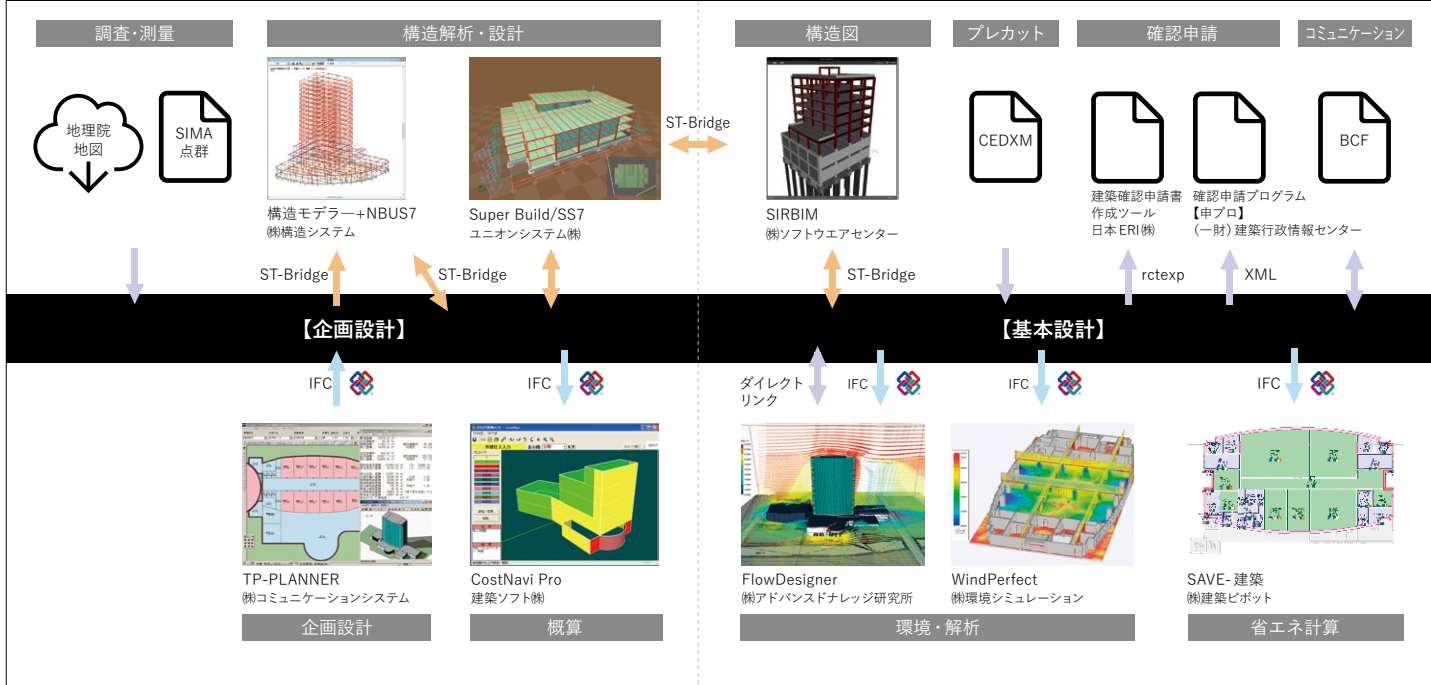 調査・測量
構造解析・設計
構造図
プレカット
確認申請
コミュニケーション
地理院
地図
SIMA
点群
構造モデラー+NBUS7
㈱構造システム
Super Build/SS7
ユニオンシステム㈱
ST-Bridge
SIRBIM
㈱ソフトウエアセンター
CEDXM
建築確認申請書
作成ツール
日本ERI㈱
確認申請プログラム
【申プロ】
(一財)建築行政情報センター
BCF
ST-Bridge
ST-Bridge
ST-Bridge
rctexp
XML
【企画設計】
【基本設計】
IFC
IFC
ダイレクト
リンク
IFC
IFC
IFC
TP-PLANNER
㈱コミュニケーションシステム
企画設計
CostNavi Pro
建築ソフト㈱
概算
FlowDesigner
㈱アドバンスドナレッジ研究所
WindPerfect
㈱環境シミュレーション
環境・解析
SAVE-建築
㈱建築ピボット
省エネ計算